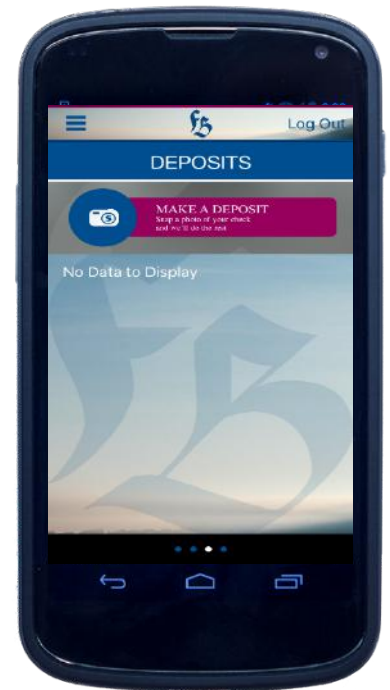 FB
Log Out
DEPOSITS
MAKE A DEPOSIT
Snap a photo of your check
and we'll do the rest
No Data to Display